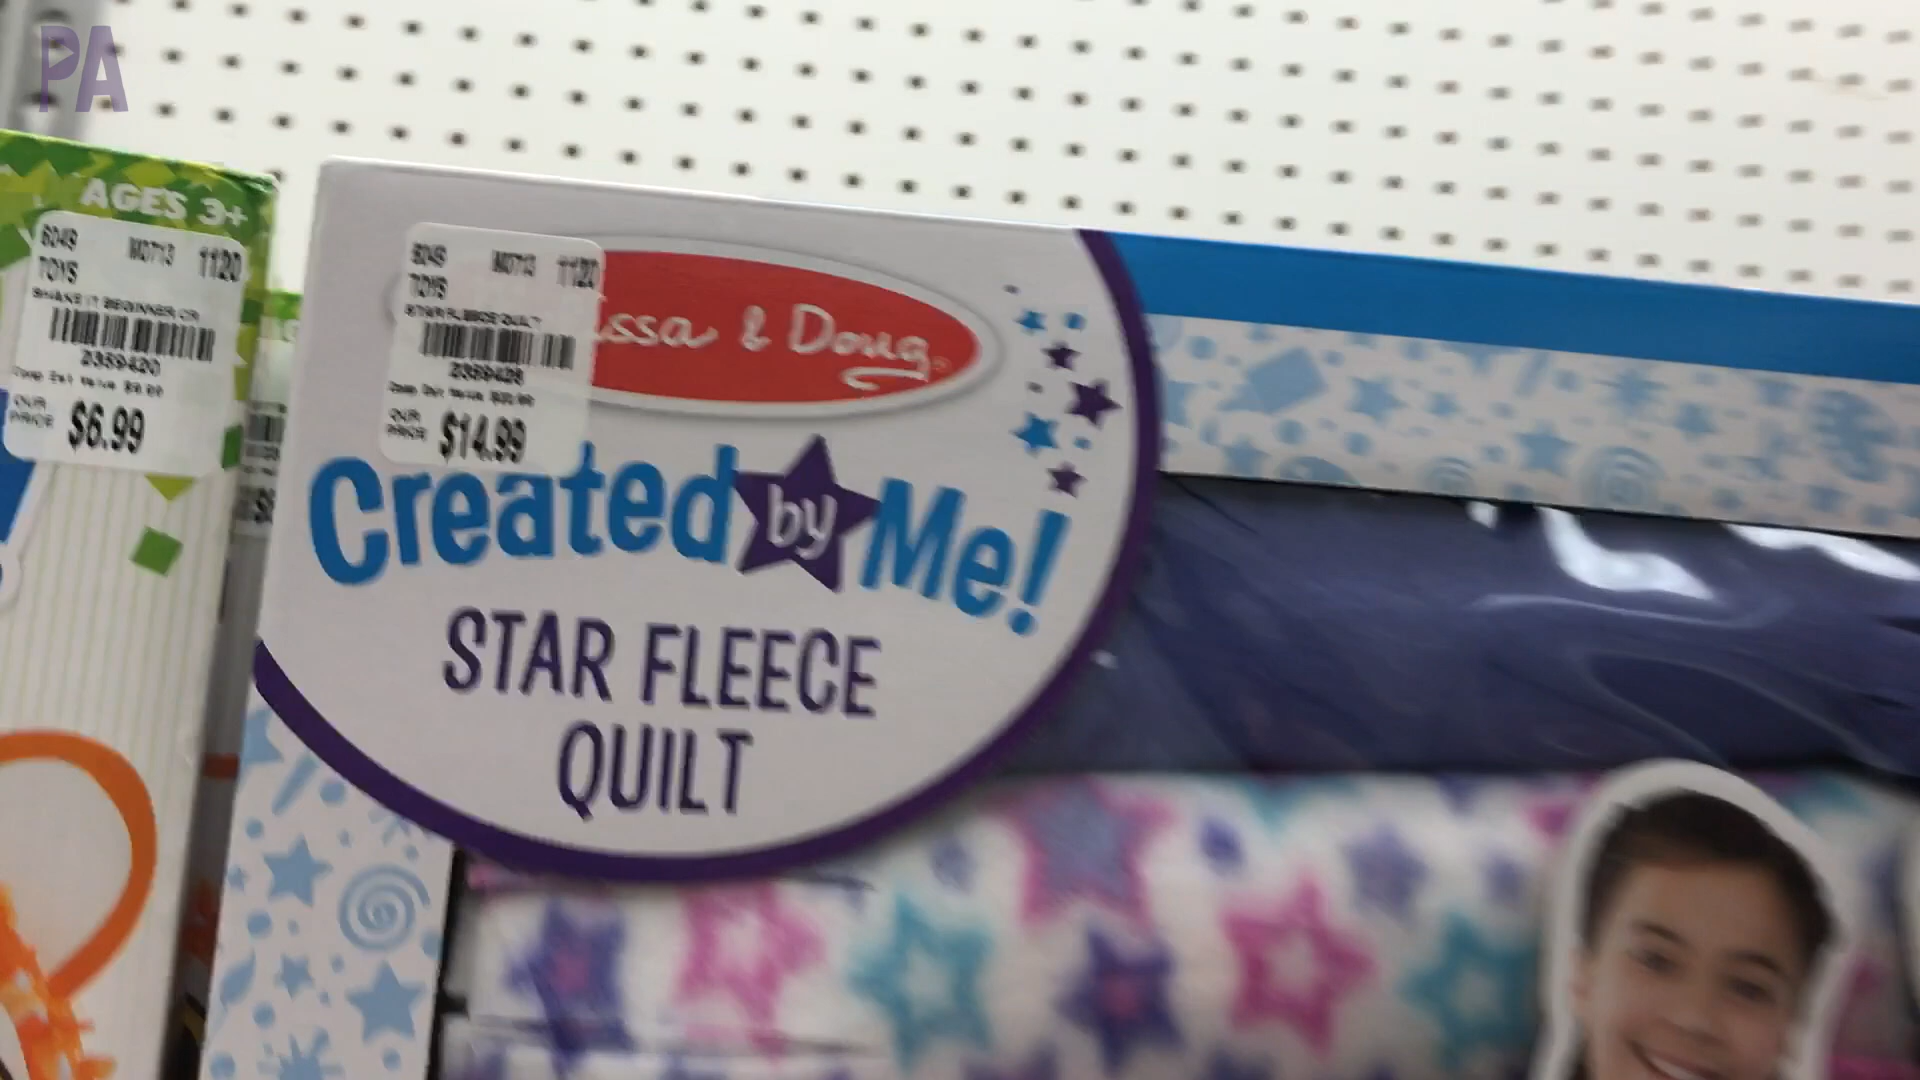 PA
AGES 3+
6049 M0713 1120
TOYS
SHAKE IT BEGINNER CR
2359420
OUR
PRICE $6.99
6049 M0713 1120
TOYS
STAR FLEECE QUILT
2359428
OUR
PRICE $14.99
issa & Doug
Created by Me!
STAR FLEECE
QUILT